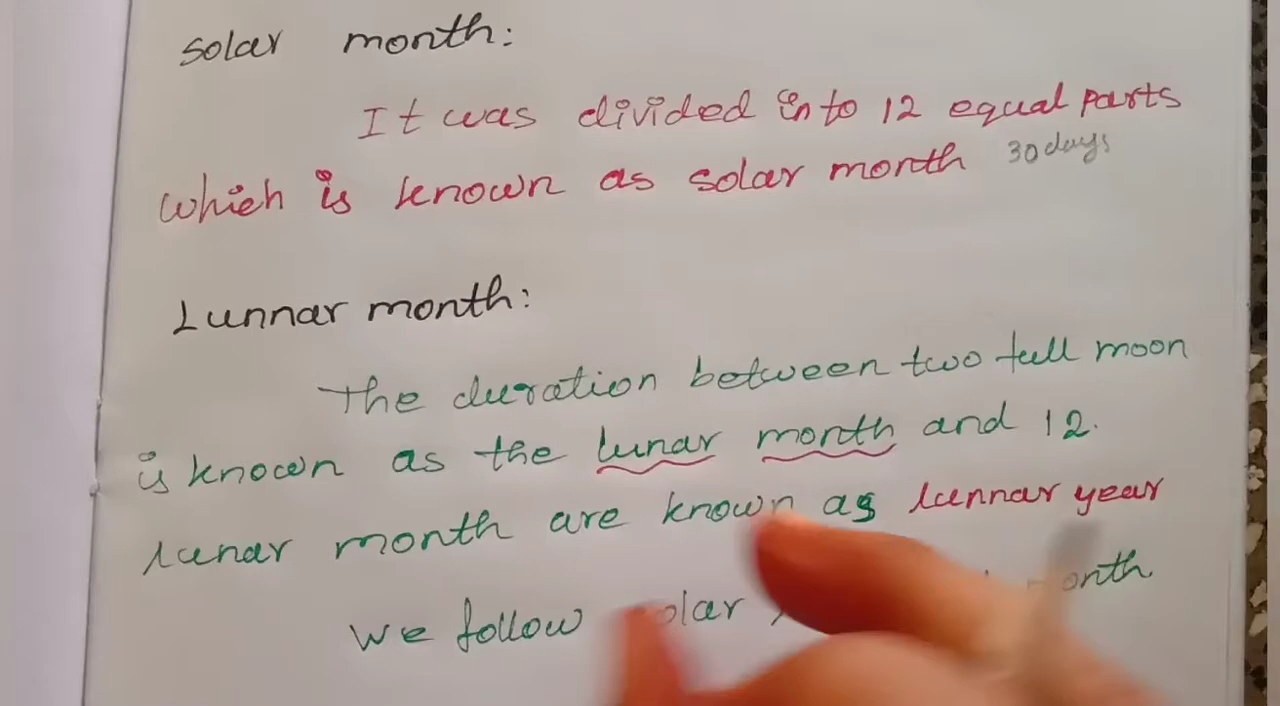 Solar month:
It was divided in to 12 equal parts
which is known as solar month 30 days
Lunnar month:
The duration between two full moon
is known as the lunar month and 12.
lunar month are known as lunnar year
We follow